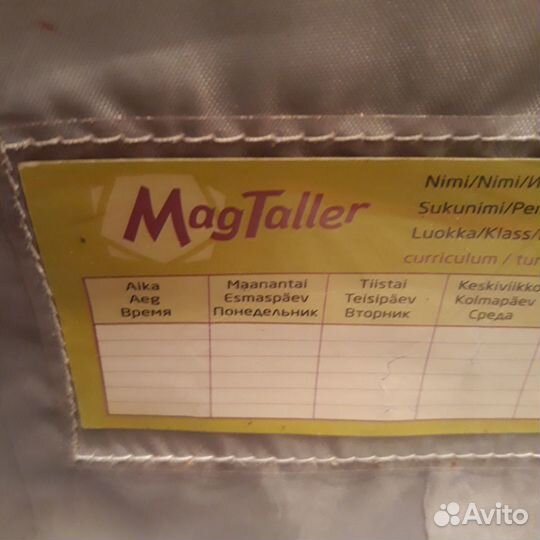 MagTaller
Nimi/Nimi/И
Sukunimi/Per
Luokka/Klass/
curriculum / tun
Aika Maanantai Tiistai Keskiviikko
Aeg Esmaspäev Teisipäev Kolmapäev
Время Понедельник Вторник Среда
Avito